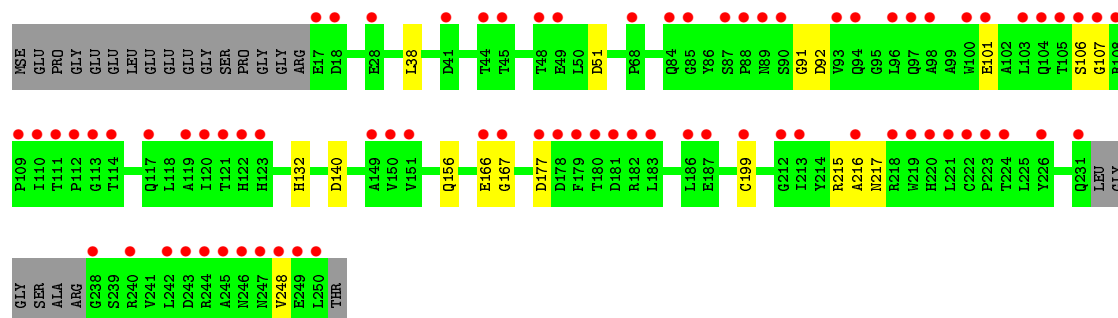 MSE GLU GLU PRO GLY GLU GLU GLU LEU GLU GLU GLY SER PRO GLY GLY ARG E17 D18 E28 L38 D41 T44 T45 T48 E49 L50 D51 P68 Q84 G85 Y86 S87 P88 N89 S90 G91 D92 V93 Q94 G95 L96 Q97 A98 A99 W100 E101 A102 L103 Q104 T105 S106 G107 R108
P109 I110 T111 P112 G113 T114 Q117 L118 A119 I120 T121 H122 H123 H132 D140 A149 V150 V151 Q156 E166 G167 D177 D178 F179 T180 D181 R182 L183 L186 E187 C199 G212 I213 Y214 R215 A216 N217 R218 W219 H220 L221 C222 P223 T224 L225 Y226 Q231 LEU GLY
GLY SER ALA ARG G238 S239 R240 V241 L242 D243 R244 A245 N246 N247 V248 E249 L250 THR